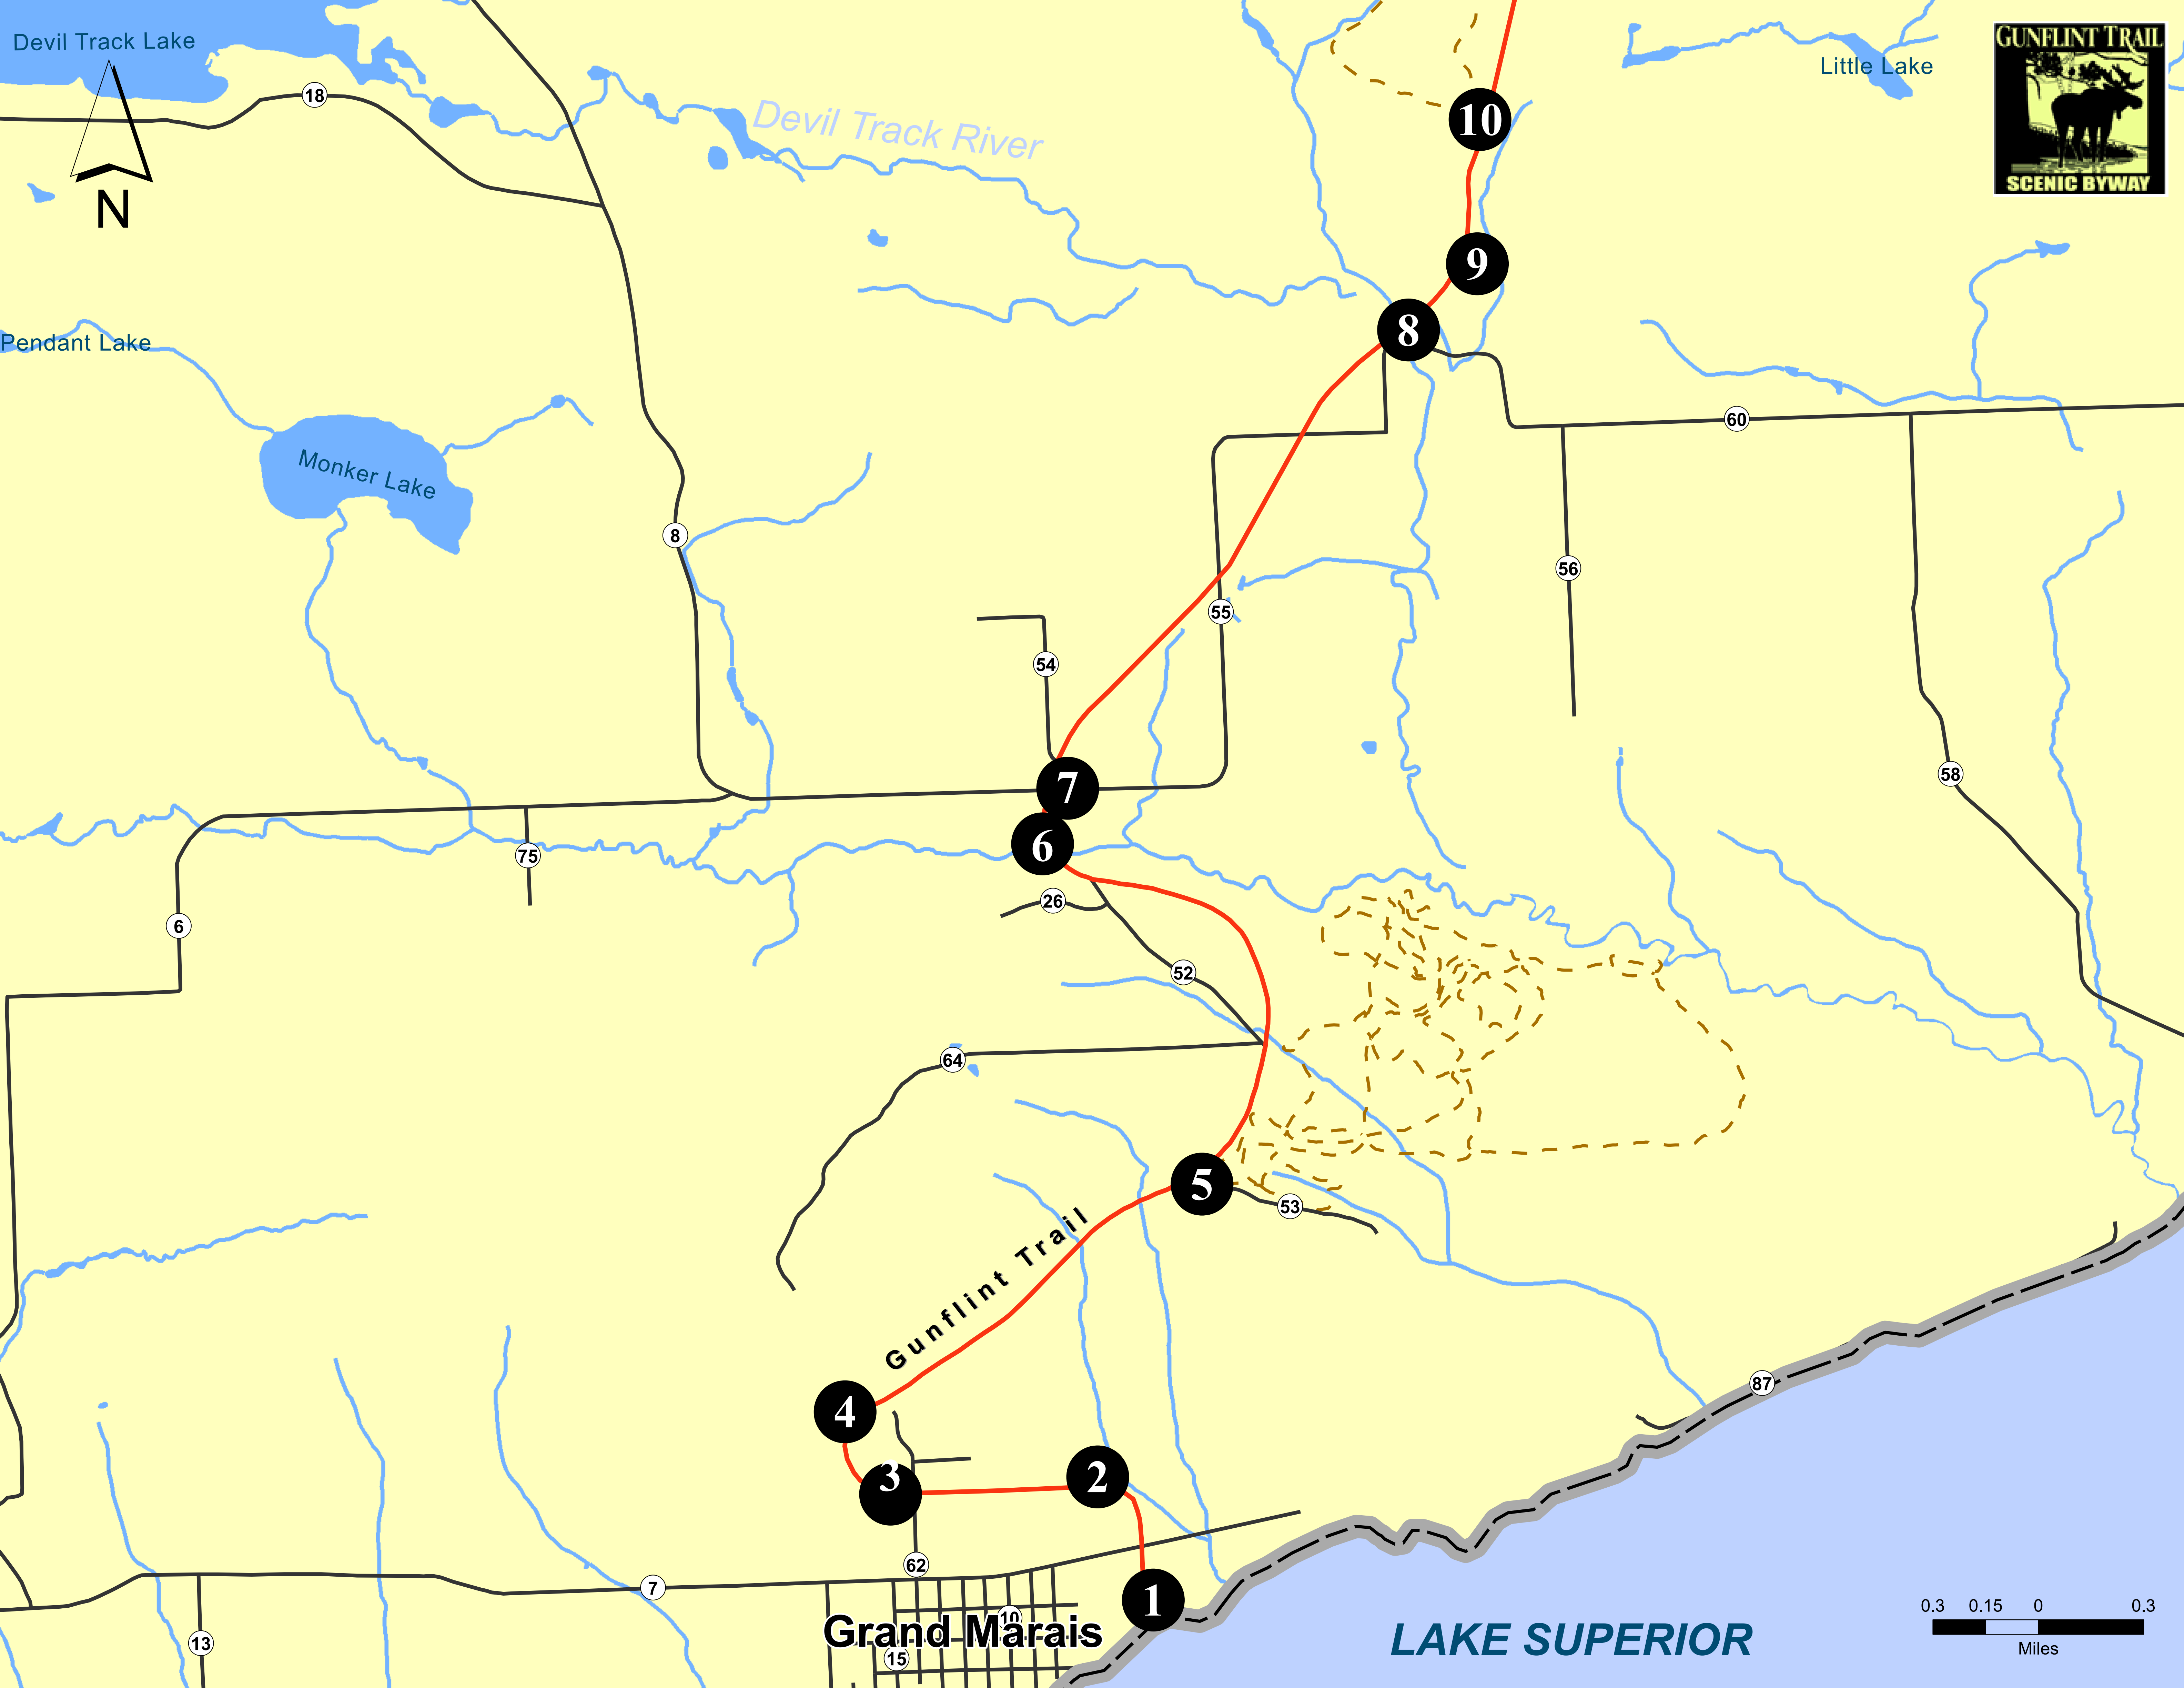 Devil Track Lake
N
18
Devil Track River
10
Little Lake
GUNFLINT TRAIL
SCENIC BYWAY
9
8
Pendant Lake
Monker Lake
60
8
56
55
54
58
7
6
75
6
26
52
64
5
53
Gunflint Trail
4
87
3
2
62
7
1
10
Grand Marais
13
15
LAKE SUPERIOR
0.3 0.15 0 0.3
Miles